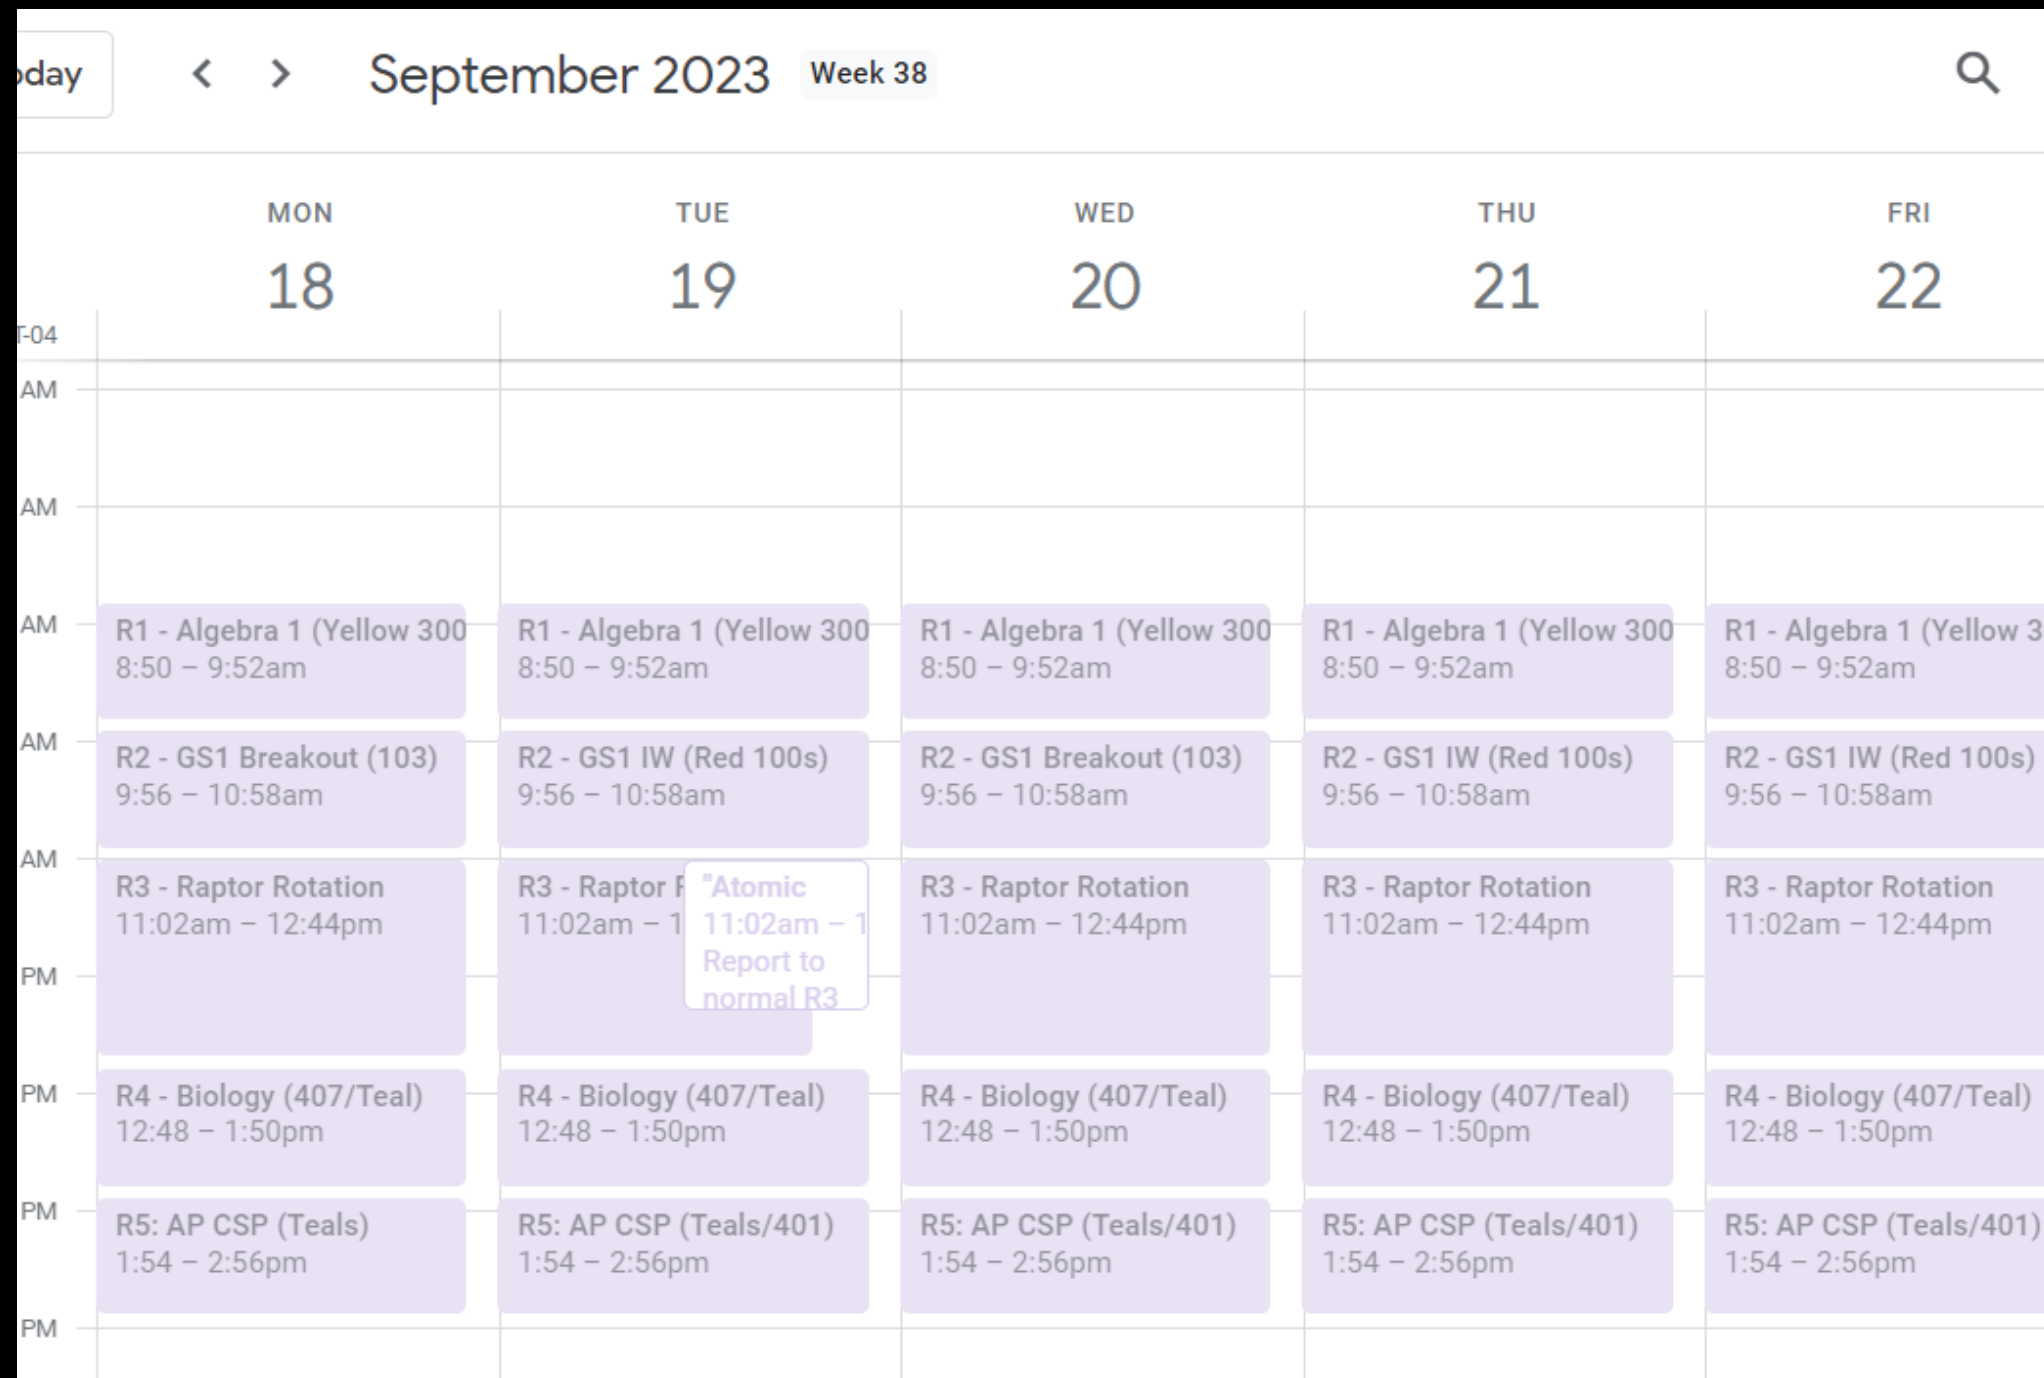 oday
September 2023
Week 38
MON
TUE
WED
THU
FRI
18
19
20
21
22
T-04
AM
AM
AM
R1 - Algebra 1 (Yellow 300
8:50 – 9:52am
R1 - Algebra 1 (Yellow 300
8:50 – 9:52am
R1 - Algebra 1 (Yellow 300
8:50 – 9:52am
R1 - Algebra 1 (Yellow 300
8:50 – 9:52am
R1 - Algebra 1 (Yellow 3
8:50 – 9:52am
AM
R2 - GS1 Breakout (103)
9:56 – 10:58am
R2 - GS1 IW (Red 100s)
9:56 – 10:58am
R2 - GS1 Breakout (103)
9:56 – 10:58am
R2 - GS1 IW (Red 100s)
9:56 – 10:58am
R2 - GS1 IW (Red 100s)
9:56 – 10:58am
AM
R3 - Raptor Rotation
11:02am – 12:44pm
R3 - Raptor R
11:02am – 1
"Atomic
11:02am – 1
Report to
normal R3
R3 - Raptor Rotation
11:02am – 12:44pm
R3 - Raptor Rotation
11:02am – 12:44pm
R3 - Raptor Rotation
11:02am – 12:44pm
PM
PM
R4 - Biology (407/Teal)
12:48 – 1:50pm
R4 - Biology (407/Teal)
12:48 – 1:50pm
R4 - Biology (407/Teal)
12:48 – 1:50pm
R4 - Biology (407/Teal)
12:48 – 1:50pm
R4 - Biology (407/Teal)
12:48 – 1:50pm
PM
R5: AP CSP (Teals)
1:54 – 2:56pm
R5: AP CSP (Teals/401)
1:54 – 2:56pm
R5: AP CSP (Teals/401)
1:54 – 2:56pm
R5: AP CSP (Teals/401)
1:54 – 2:56pm
R5: AP CSP (Teals/401)
1:54 – 2:56pm
PM